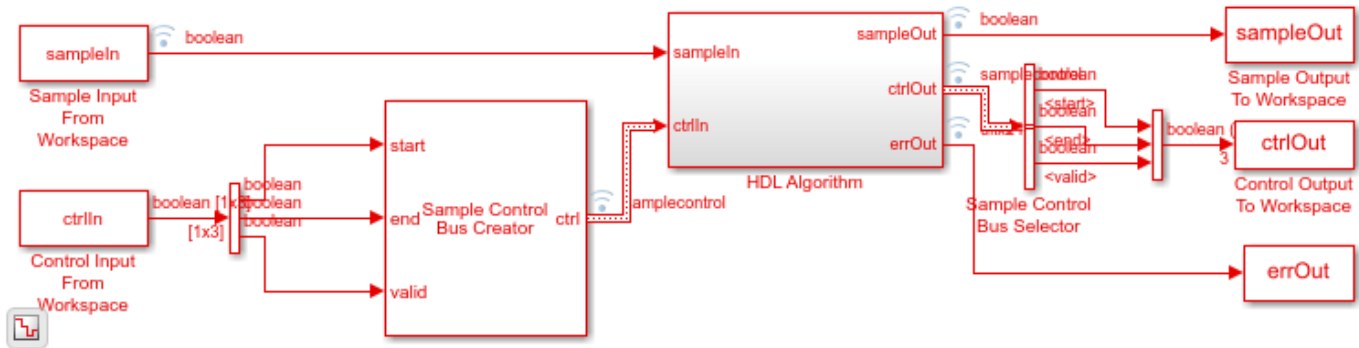 sampleIn
Sample Input
From
Workspace
boolean
ctrlIn
Control Input
From
Workspace
boolean [1x3]
[1x3]
boolean
boolean
start
end
valid
Sample Control
Bus Creator
ctrl
amplecontrol
sampleIn
ctrlIn
sampleOut
ctrlOut
errOut
HDL Algorithm
boolean
samplecontrol
boolean
<start>
boolean
<end>
boolean
<valid>
Sample Control
Bus Selector
boolean (
3
sampleOut
Sample Output
To Workspace
ctrlOut
Control Output
To Workspace
errOut